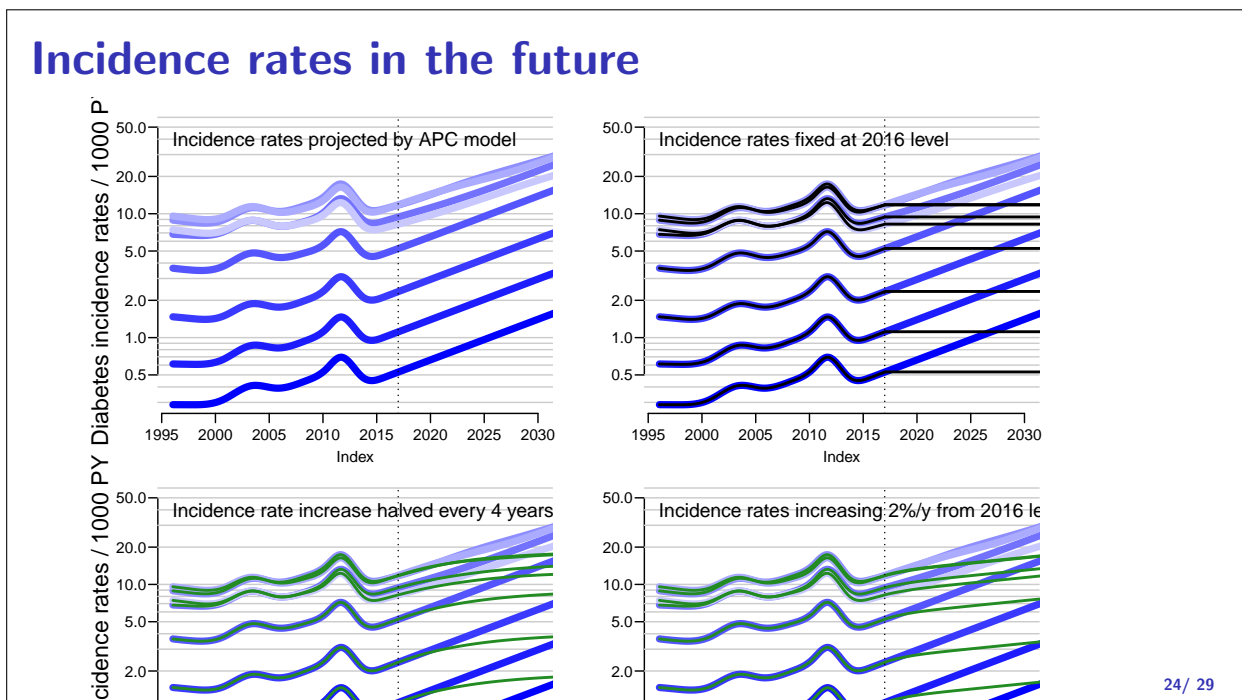 Incidence rates in the future
Diabetes incidence rates / 1000 P
cidence rates / 1000 PY
Incidence rates projected by APC model
50.0
20.0
10.0
5.0
2.0
1.0
0.5
1995 2000 2005 2010 2015 2020 2025 2030
Index
Incidence rates fixed at 2016 level
50.0
20.0
10.0
5.0
2.0
1.0
0.5
1995 2000 2005 2010 2015 2020 2025 2030
Index
Incidence rate increase halved every 4 years
50.0
20.0
10.0
5.0
2.0
Incidence rates increasing 2%/y from 2016 le
50.0
20.0
10.0
5.0
2.0
24/ 29